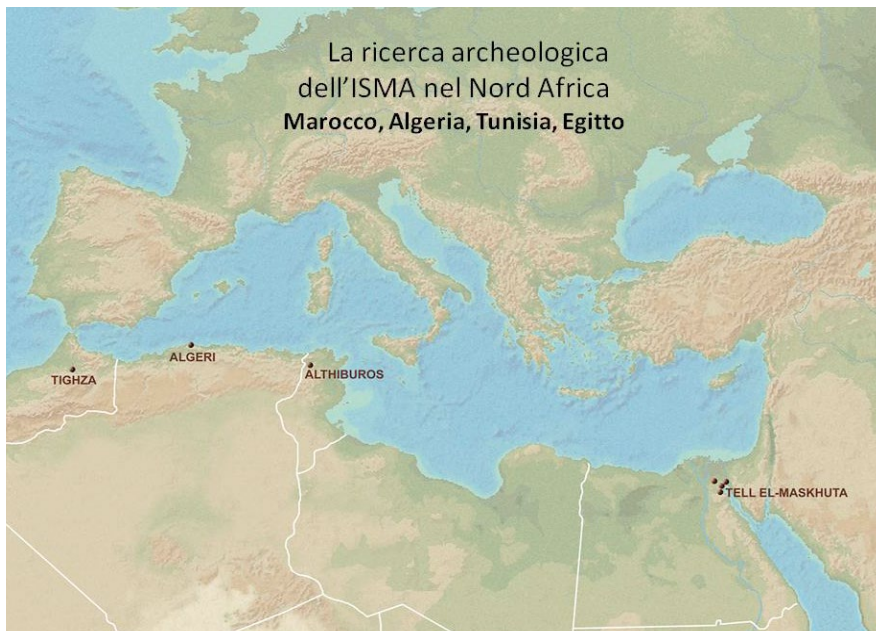 La ricerca archeologica
dell'ISMA nel Nord Africa
Marocco, Algeria, Tunisia, Egitto
ALGERI
TIGHZA
ALTHIBUROS
TELL EL-MASKHUTA